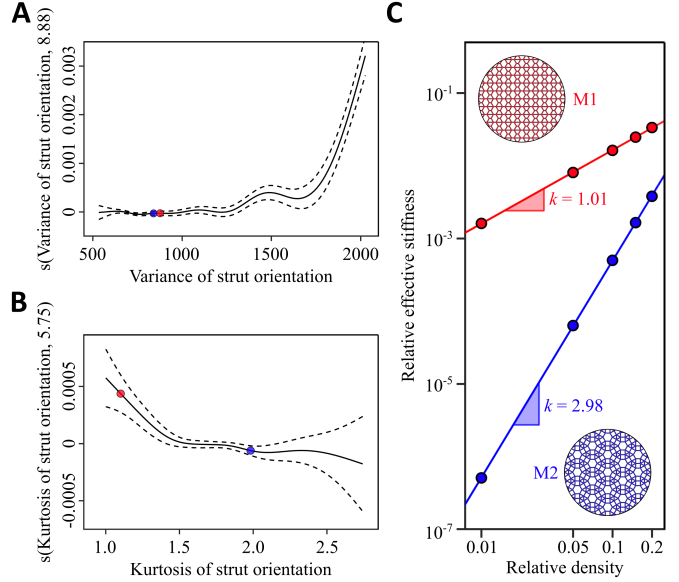 A
s(Variance of strut orientation, 8.88)
0.003
0.002
0.001
0
500
1000
1500
2000
Variance of strut orientation
B
s(Kurtosis of strut orientation, 5.75)
0.0005
0
-0.0005
1.0
1.5
2.0
2.5
Kurtosis of strut orientation
C
Relative effective stiffness
10-1
10-3
10-5
10-7
M1
k = 1.01
k = 2.98
M2
0.01
0.05
0.1
0.2
Relative density